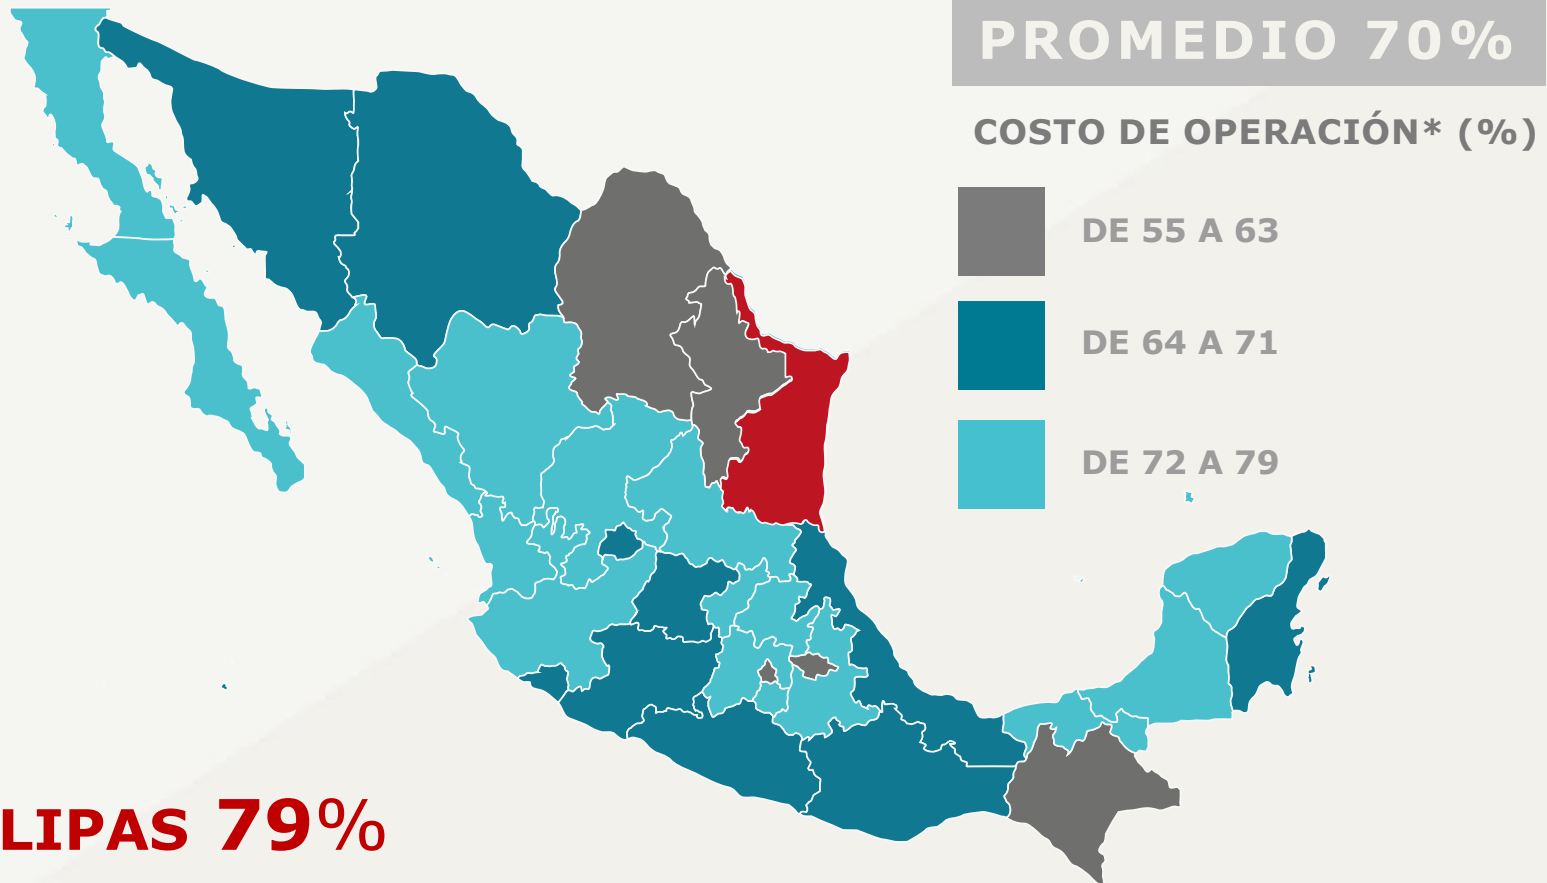 PROMEDIO 70%
COSTO DE OPERACIÓN* (%)
DE 55 A 63
DE 64 A 71
DE 72 A 79
LIPAS 79%